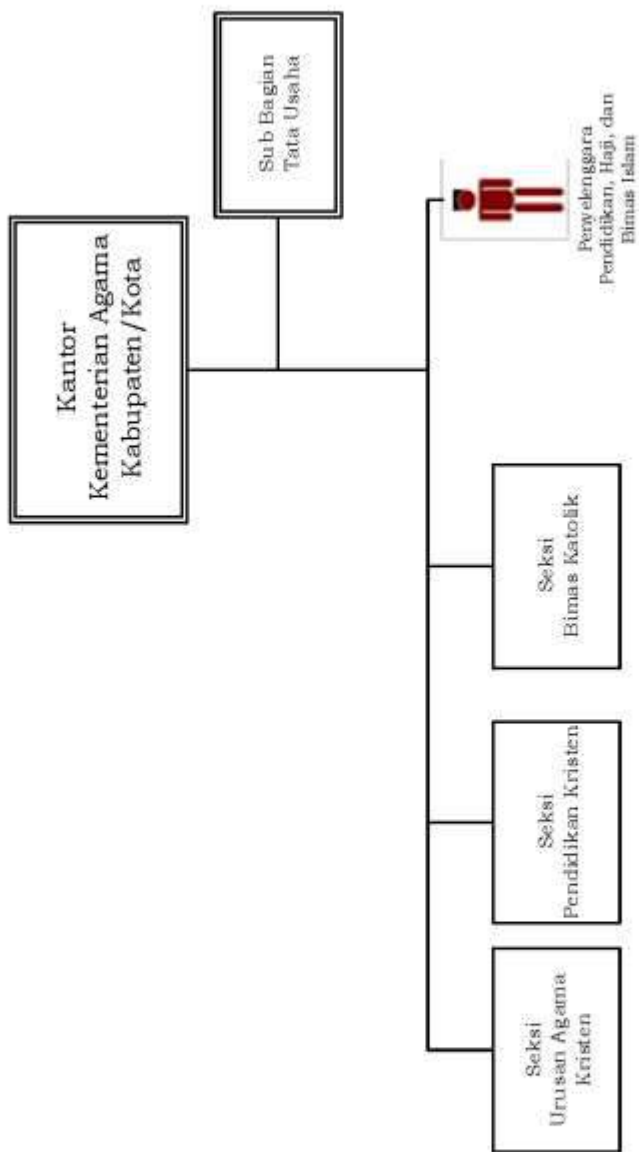 Kantor
Kementerian Agama
Kabupaten/Kota
Sub Bagian
Tata Usaha
Seksi
Urusan Agama
Kristen
Seksi
Pendidikan Kristen
Seksi
Bimas Katolik
Penyelenggara
Pendidikan, Haji, dan
Bimas Islam